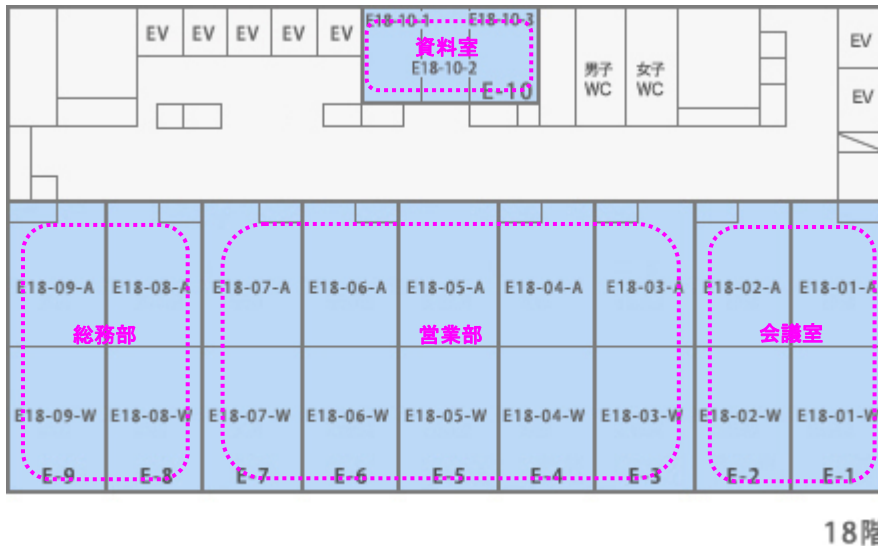 EV EV EV EV EV
E18-10-1 E18-10-3
資料室
E18-10-2
E-10
男子
WC
女子
WC
EV
EV
E18-09-A E18-08-A E18-07-A E18-06-A E18-05-A E18-04-A E18-03-A E18-02-A E18-01-A
総務部 営業部 会議室
E18-09-W E18-08-W E18-07-W E18-06-W E18-05-W E18-04-W E18-03-W E18-02-W E18-01-W
E-9 E-8 E-7 E-6 E-5 E-4 E-3 E-2 E-1
18階